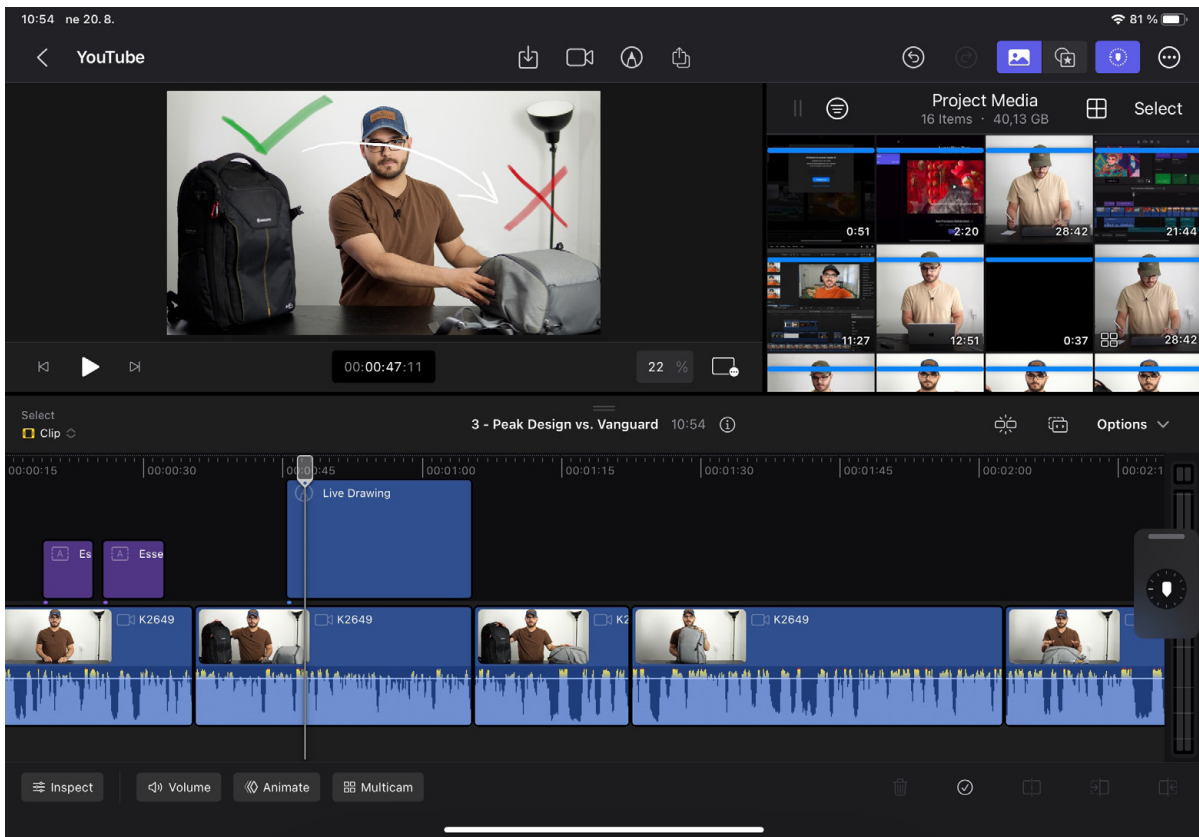 10:54 ne 20. 8.
81 %
YouTube
Project Media
16 Items · 40,13 GB
Select
0:51
2:20
28:42
21:44
11:27
12:51
0:37
28:42
00:00:47:11
22 %
Select
Clip
3 - Peak Design vs. Vanguard 10:54
Options
00:00:15
00:00:30
00:00:45
00:01:00
00:01:15
00:01:30
00:01:45
00:02:00
00:02:1
Live Drawing
A Es
A Esse
K2649
K2649
K2
K2649
Inspect
Volume
Animate
Multicam